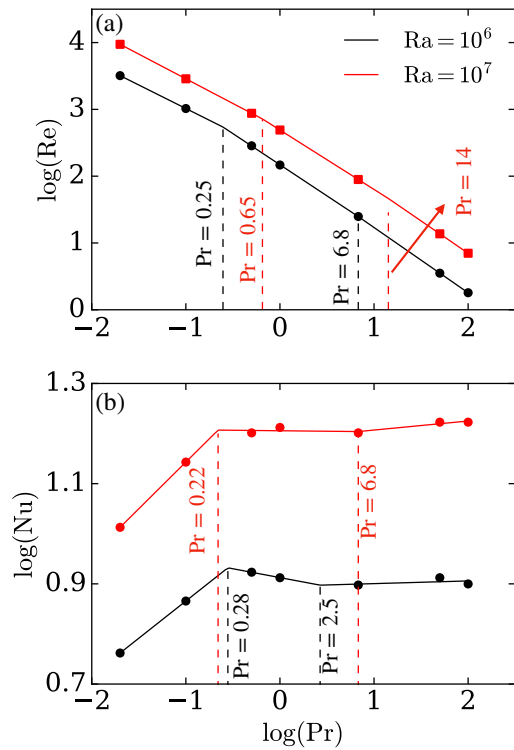 (a)
Ra = 10^6
Ra = 10^7
log(Re)
4
3
2
1
0
Pr = 0.25
Pr = 0.65
Pr = 6.8
Pr = 14
−2 −1 0 1 2
(b)
log(Nu)
1.3
1.1
0.9
0.7
Pr = 0.22
Pr = 0.28
Pr = 2.5
Pr = 6.8
−2 −1 0 1 2
log(Pr)